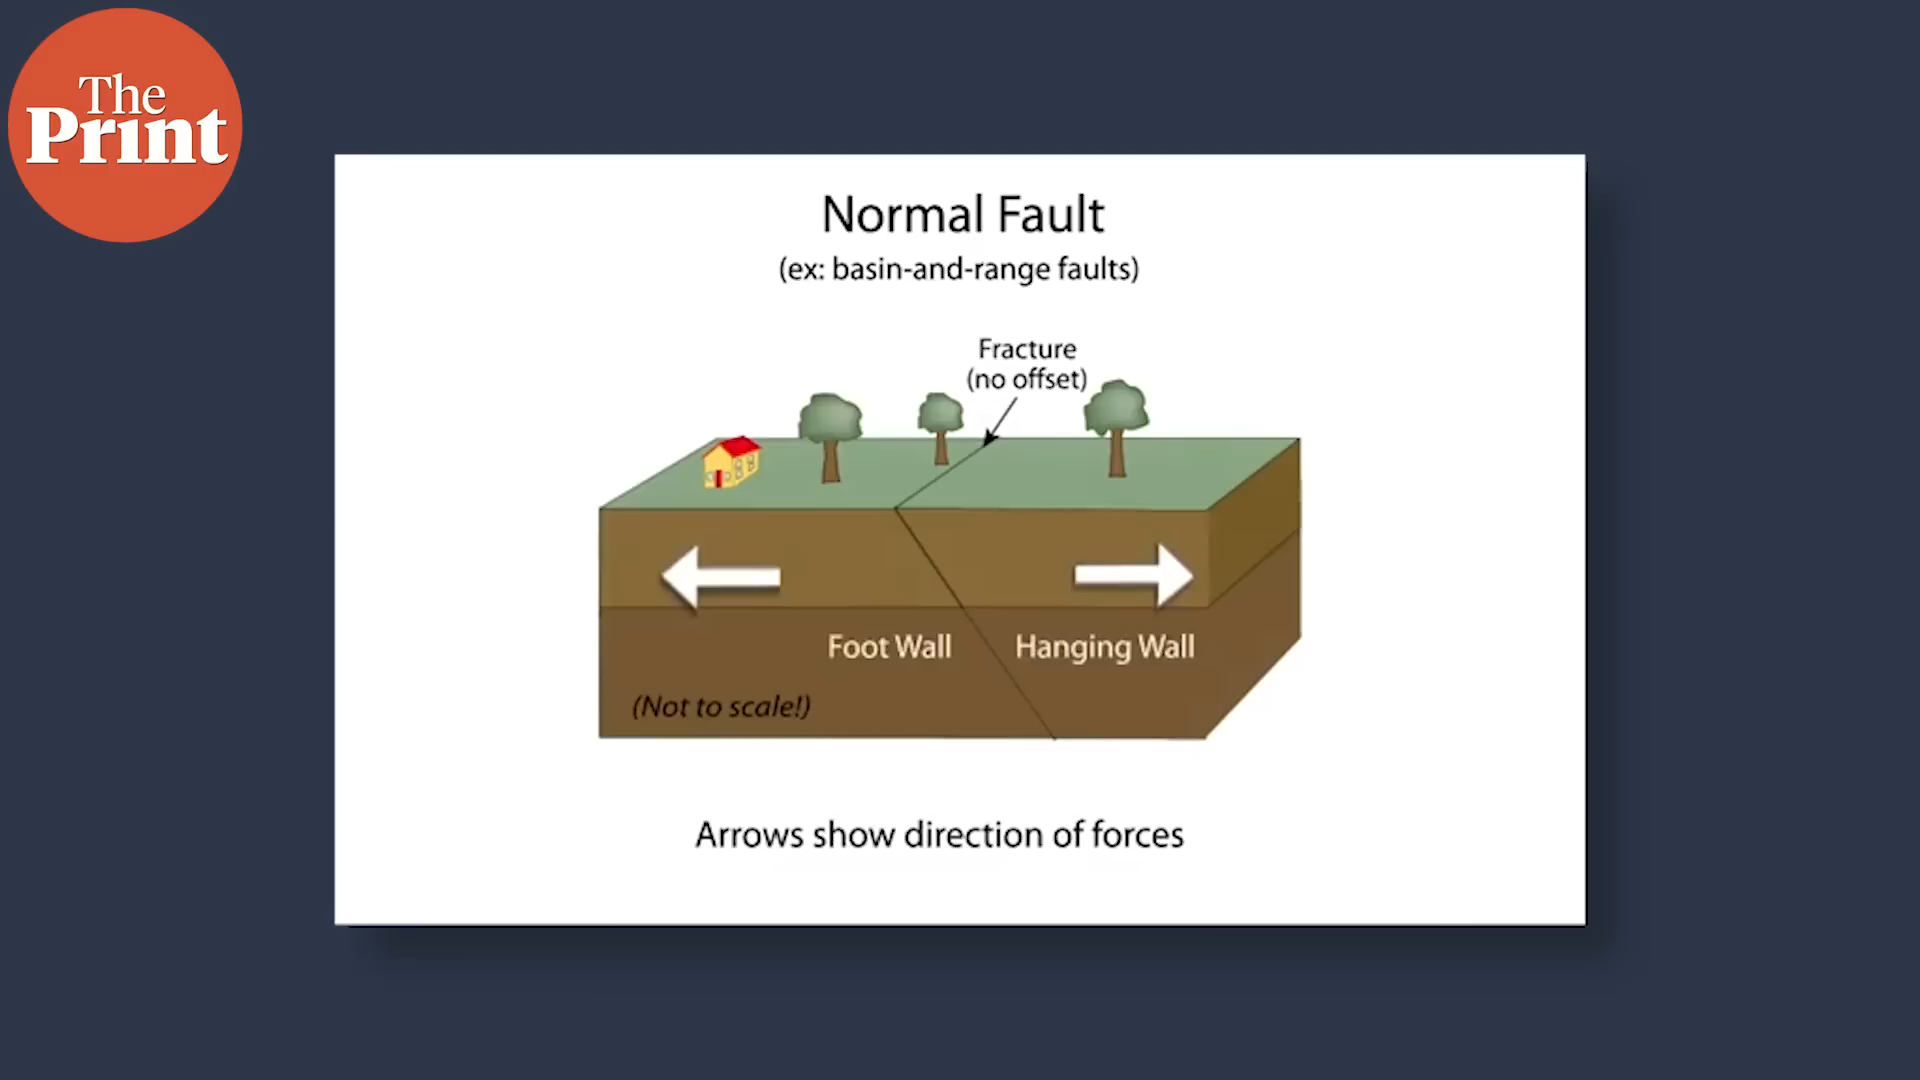 The
Print
Normal Fault
(ex: basin-and-range faults)
Fracture
(no offset)
Foot Wall
Hanging Wall
(Not to scale!)
Arrows show direction of forces